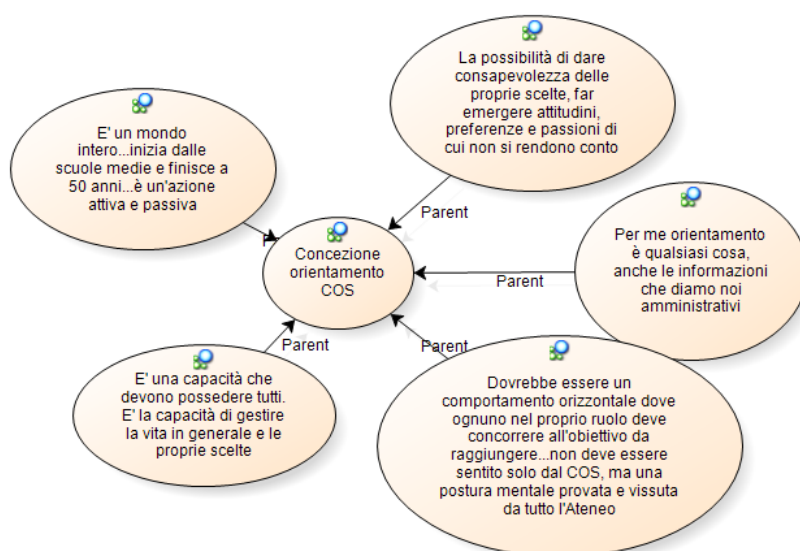 La possibilità di dare
consapevolezza delle
proprie scelte, far
emergere attitudini,
preferenze e passioni di
cui non si rendono conto
E' un mondo
intero...inizia dalle
scuole medie e finisce a
50 anni...è un'azione
attiva e passiva
Parent
Concezione
orientamento
COS
Per me orientamento
è qualsiasi cosa,
anche le informazioni
che diamo noi
amministrativi
Parent
Parent
Parent
E' una capacità che
devono possedere tutti.
E' la capacità di gestire
la vita in generale e le
proprie scelte
Dovrebbe essere un
comportamento orizzontale dove
ognuno nel proprio ruolo deve
concorrere all'obiettivo da
raggiungere...non deve essere
sentito solo dal COS, ma una
postura mentale provata e vissuta
da tutto l'Ateneo